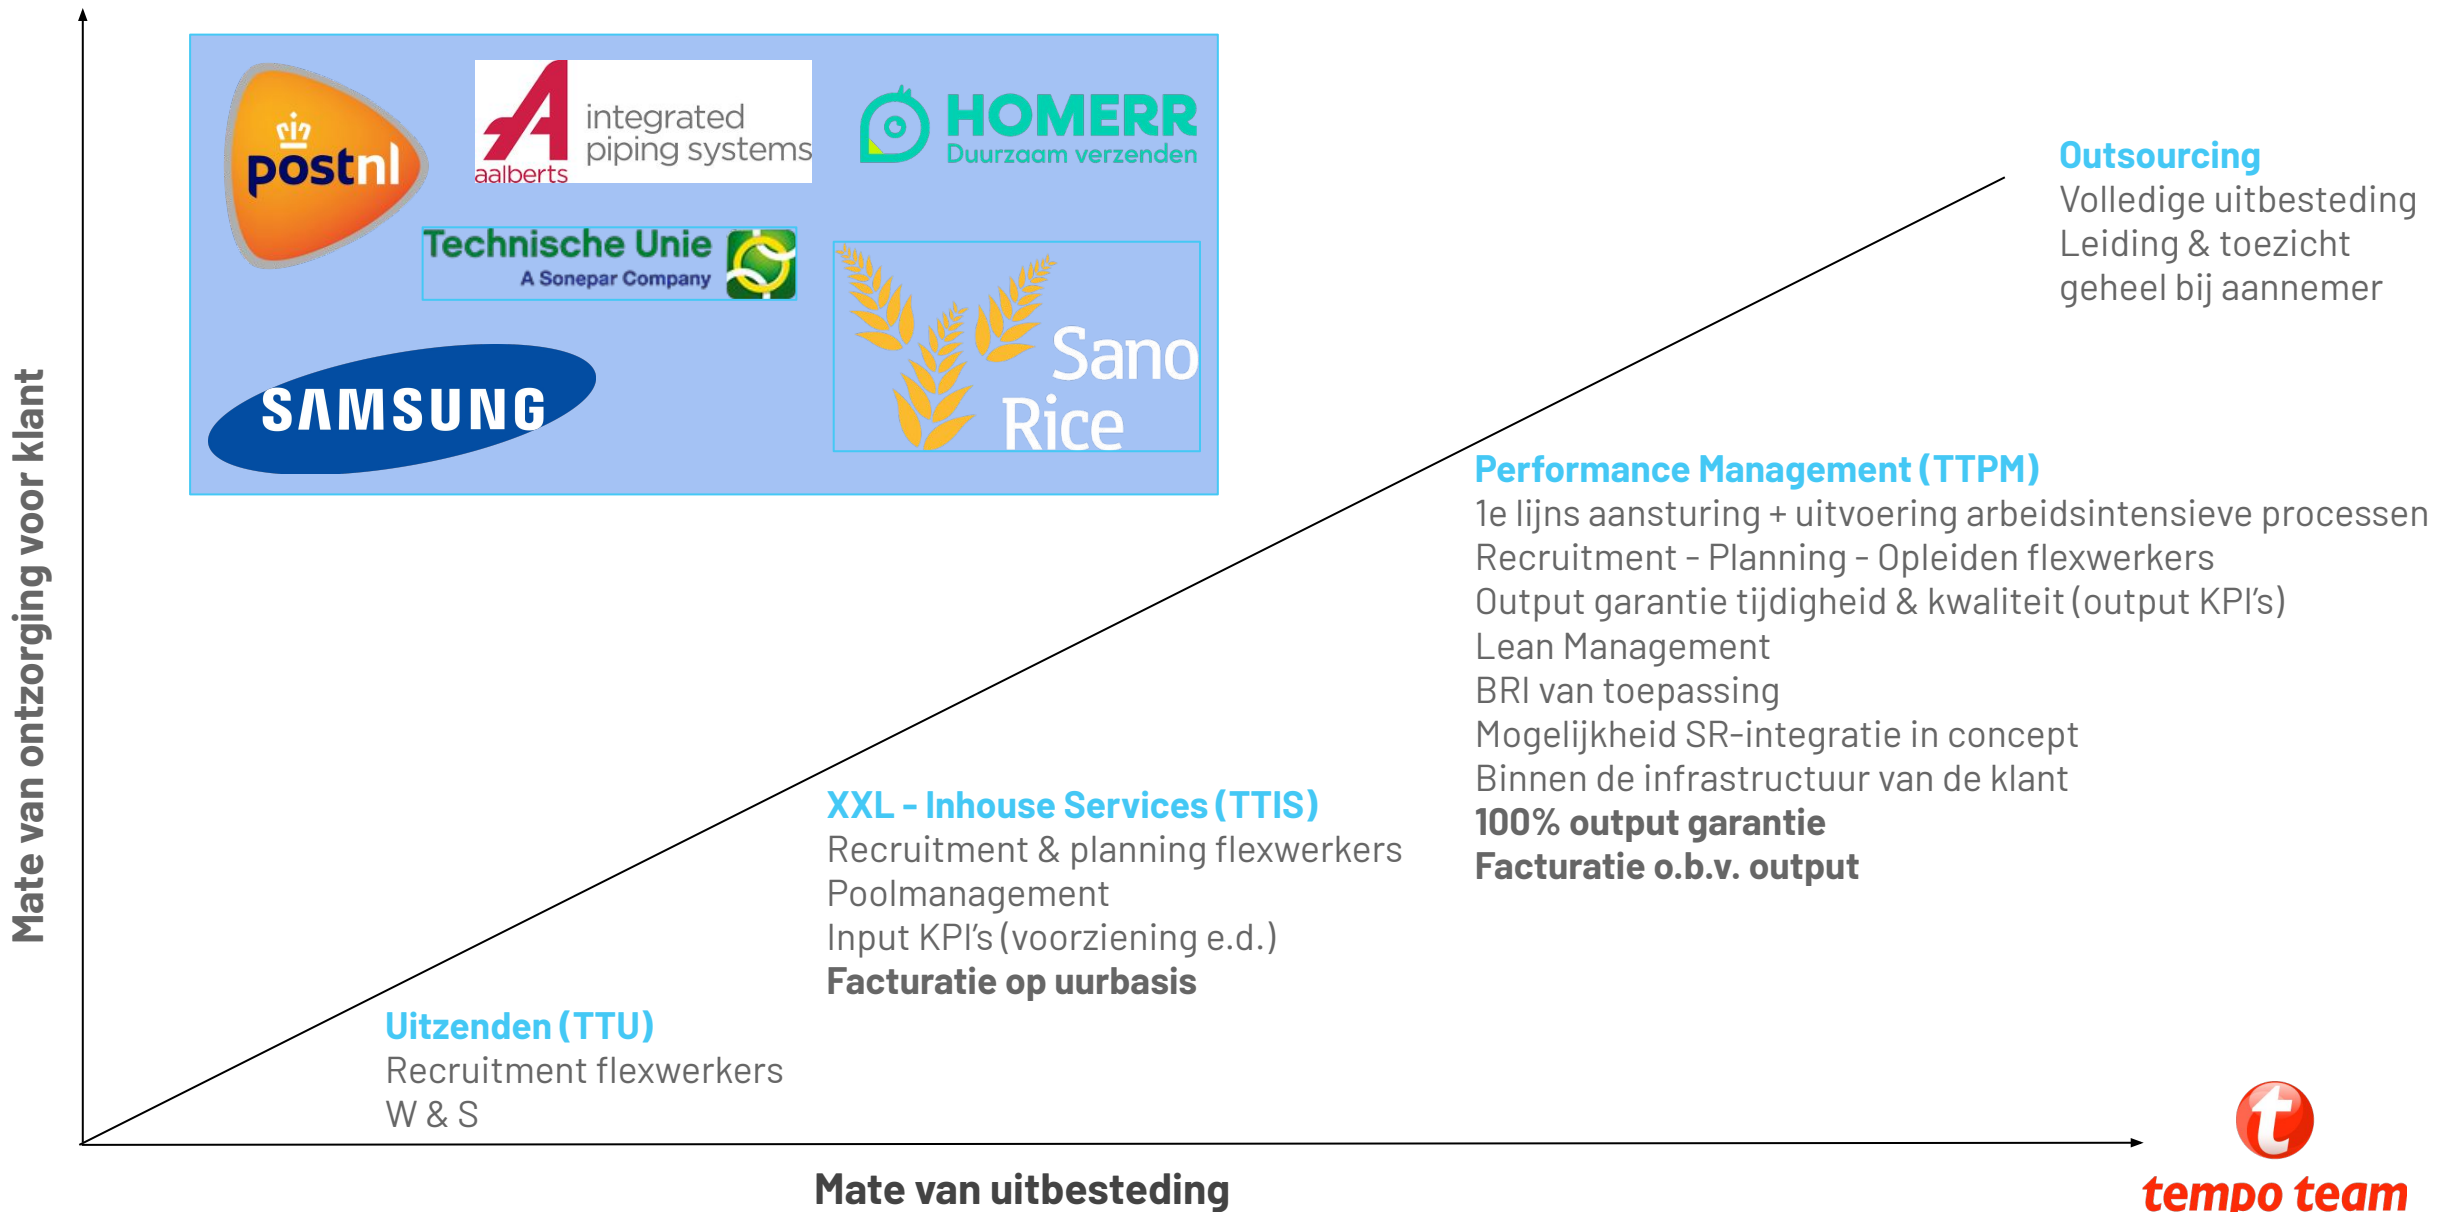 postnl
integrated
piping systems
aalberts
HOMERR
Duurzaam verzenden
Technische Unie
A Sonepar Company
SAMSUNG
Sano
Rice
Mate van ontzorging voor klant
Outsourcing
Volledige uitbesteding
Leiding & toezicht
geheel bij aannemer
Performance Management (TTPM)
1e lijns aansturing + uitvoering arbeidsintensieve processen
Recruitment - Planning - Opleiden flexwerkers
Output garantie tijdigheid & kwaliteit (output KPI’s)
Lean Management
BRI van toepassing
Mogelijkheid SR-integratie in concept
Binnen de infrastructuur van de klant
100% output garantie
Facturatie o.b.v. output
XXL - Inhouse Services (TTIS)
Recruitment & planning flexwerkers
Poolmanagement
Input KPI’s (voorziening e.d.)
Facturatie op uurbasis
Uitzenden (TTU)
Recruitment flexwerkers
W & S
Mate van uitbesteding
t
tempo team